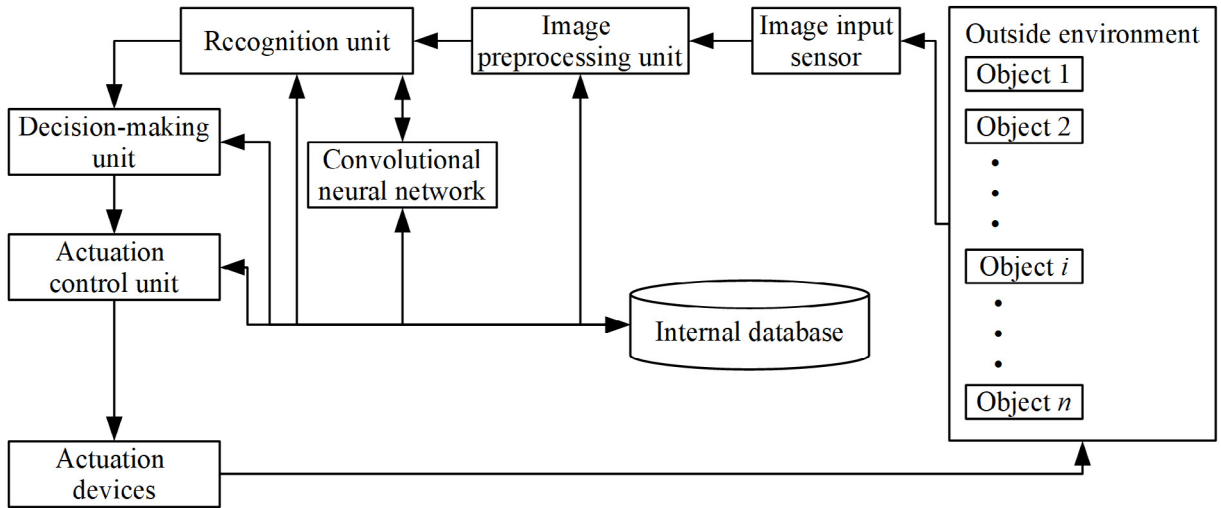 Recognition unit
Image
preprocessing unit
Image input
sensor
Outside environment
Object 1
Object 2
Object i
Object n
Decision-making
unit
Convolutional
neural network
Actuation
control unit
Internal database
Actuation
devices